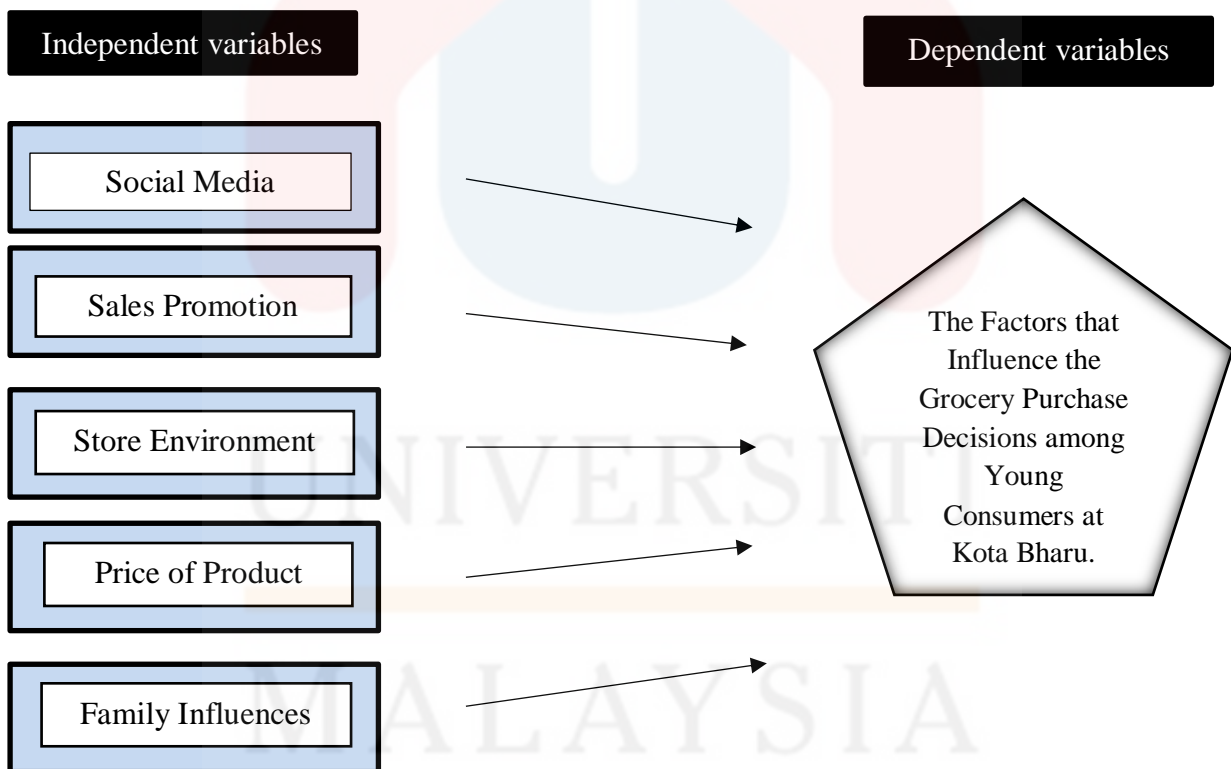 Independent variables
Dependent variables
Social Media
Sales Promotion
Store Environment
Price of Product
Family Influences
The Factors that
Influence the
Grocery Purchase
Decisions among
Young
Consumers at
Kota Bharu.
UNIVERSITI
MALAYSIA